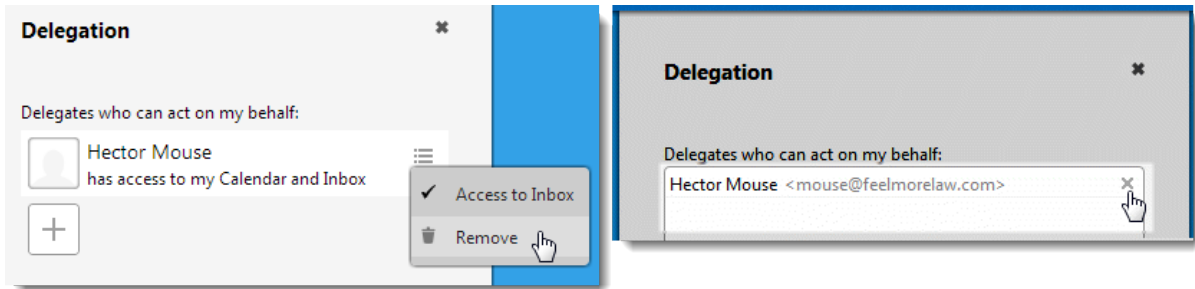 Delegation
Delegates who can act on my behalf:
Hector Mouse
has access to my Calendar and Inbox
Access to Inbox
Remove
Delegation
Delegates who can act on my behalf:
Hector Mouse <mouse@feelmorelaw.com>